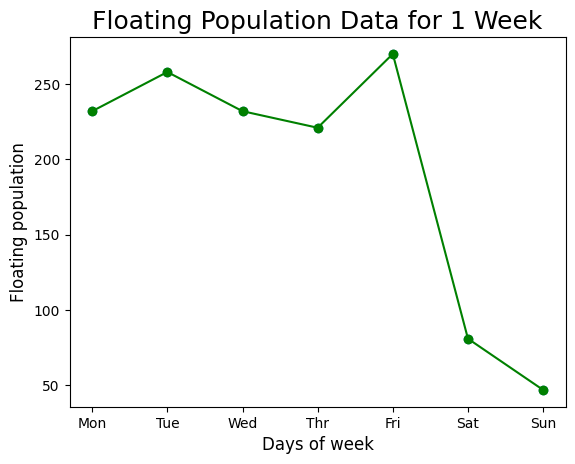 Floating Population Data for 1 Week
Floating population
250
200
150
100
50
Mon Tue Wed Thr Fri Sat Sun
Days of week